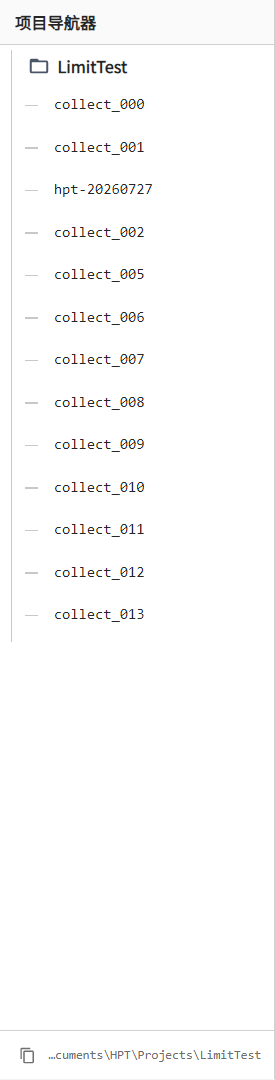 项目导航器
LimitTest
collect_000
collect_001
hpt-20260727
collect_002
collect_005
collect_006
collect_007
collect_008
collect_009
collect_010
collect_011
collect_012
collect_013
…cuments\HPT\Projects\LimitTest